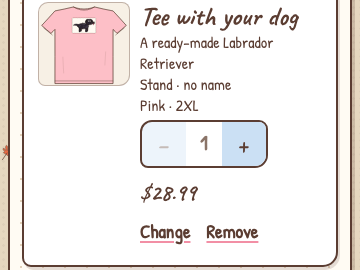 Tee with your dog
A ready-made Labrador
Retriever
Stand · no name
Pink · 2XL
− 1 +
$28.99
Change Remove